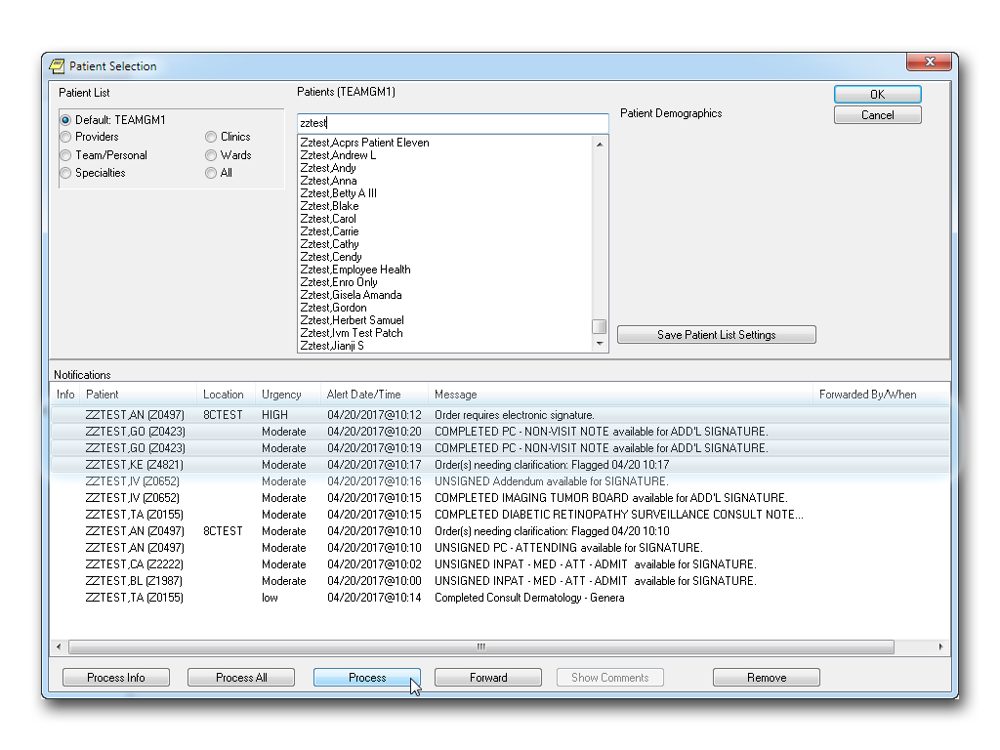 Patient Selection
Patient List
Patients (TEAMGM1)
OK
Patient Demographics
Cancel
Default: TEAMGM1
Providers
Clinics
Team/Personal
Wards
Specialties
All
zztest
Zztest,Acprs Patient Eleven
Zztest,Andrew L
Zztest,Andy
Zztest,Anna
Zztest,Betty A III
Zztest,Blake
Zztest,Carol
Zztest,Carrie
Zztest,Cathy
Zztest,Cendy
Zztest,Employee Health
Zztest,Enro Only
Zztest,Gisela Amanda
Zztest,Gordon
Zztest,Herbert Samuel
Zztest,Ivm Test Patch
Zztest,Jianji S
Save Patient List Settings
Notifications
Info Patient Location Urgency Alert Date/Time Message Forwarded By/When
ZZTEST,AN (Z0497) 8CTEST HIGH 04/20/2017@10:12 Order requires electronic signature.
ZZTEST,GO (Z0423) Moderate 04/20/2017@10:20 COMPLETED PC - NON-VISIT NOTE available for ADD'L SIGNATURE.
ZZTEST,GO (Z0423) Moderate 04/20/2017@10:19 COMPLETED PC - NON-VISIT NOTE available for ADD'L SIGNATURE.
ZZTEST,KE (Z4821) Moderate 04/20/2017@10:17 Order(s) needing clarification: Flagged 04/20 10:17
ZZTEST,IV (Z0652) Moderate 04/20/2017@10:16 UNSIGNED Addendum available for SIGNATURE.
ZZTEST,IV (Z0652) Moderate 04/20/2017@10:15 COMPLETED IMAGING TUMOR BOARD available for ADD'L SIGNATURE.
ZZTEST,TA (Z0155) Moderate 04/20/2017@10:15 COMPLETED DIABETIC RETINOPATHY SURVEILLANCE CONSULT NOTE...
ZZTEST,AN (Z0497) 8CTEST Moderate 04/20/2017@10:10 Order(s) needing clarification: Flagged 04/20 10:10
ZZTEST,AN (Z0497) Moderate 04/20/2017@10:10 UNSIGNED PC - ATTENDING available for SIGNATURE.
ZZTEST,CA (Z2222) Moderate 04/20/2017@10:02 UNSIGNED INPAT - MED - ATT - ADMIT available for SIGNATURE.
ZZTEST,BL (Z1987) Moderate 04/20/2017@10:00 UNSIGNED INPAT - MED - ATT - ADMIT available for SIGNATURE.
ZZTEST,TA (Z0155) low 04/20/2017@10:14 Completed Consult Dermatology - Genera
Process Info Process All Process Forward Show Comments Remove